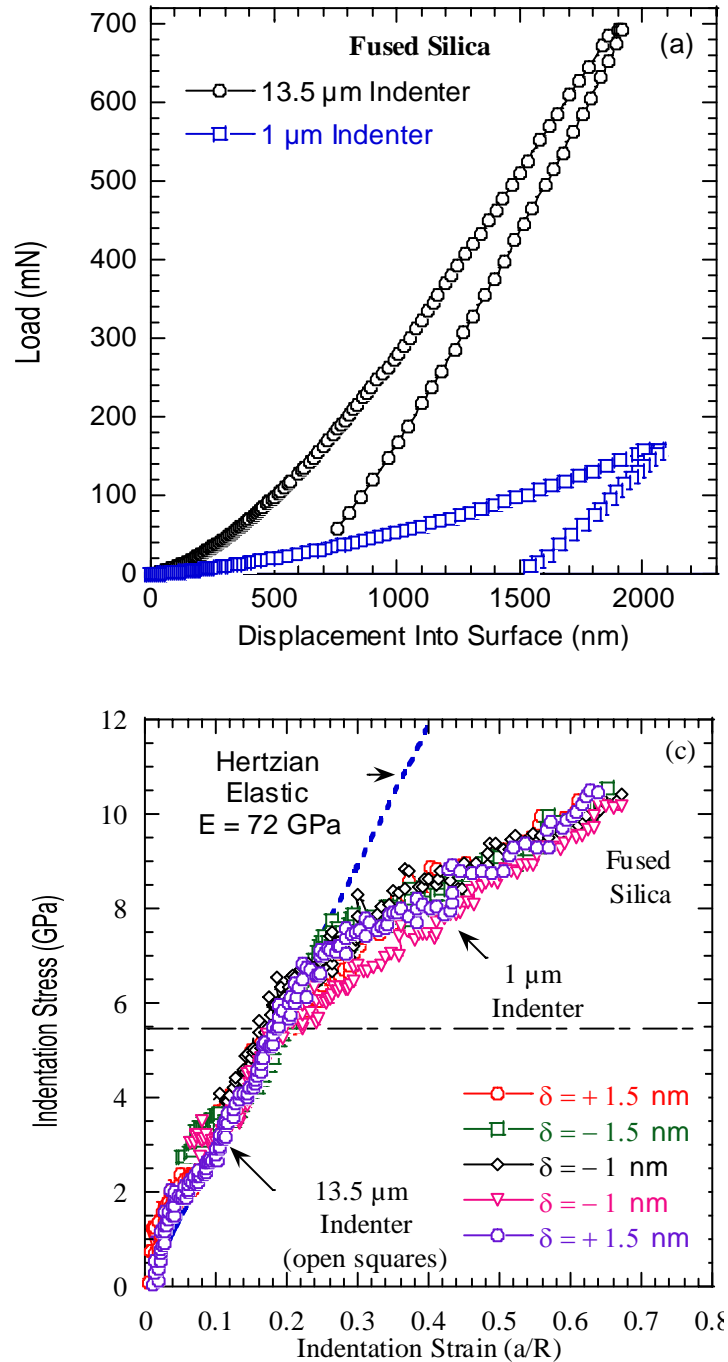 700
Fused Silica
(a)
13.5 µm Indenter
600
1 µm Indenter
500
400
300
200
100
0
Load (mN)
0 500 1000 1500 2000
Displacement Into Surface (nm)
12
(c)
Hertzian
Elastic
E = 72 GPa
10
Fused
Silica
8
1 µm
Indenter
6
4
δ = + 1.5 nm
δ = − 1.5 nm
δ = − 1 nm
δ = − 1 nm
δ = + 1.5 nm
13.5 µm
Indenter
(open squares)
2
0
Indentation Stress (GPa)
0 0.1 0.2 0.3 0.4 0.5 0.6 0.7 0.8
Indentation Strain (a/R)